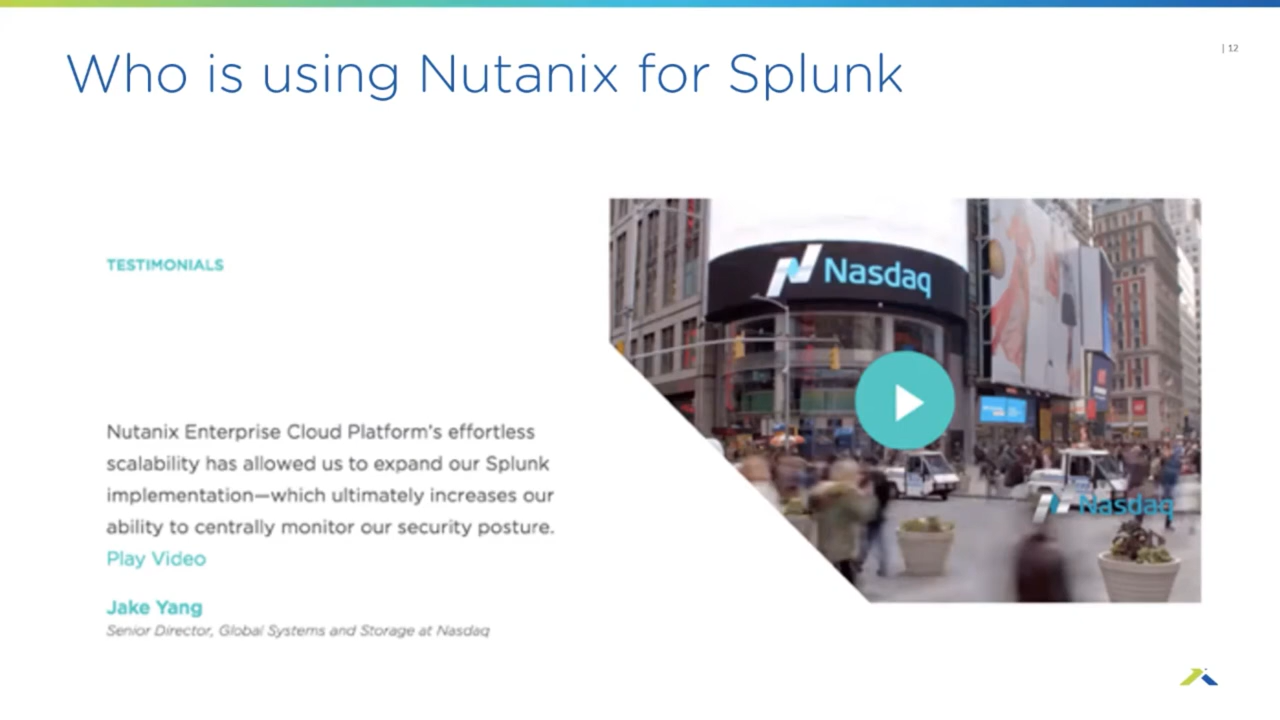 | 12
Who is using Nutanix for Splunk
TESTIMONIALS
Nutanix Enterprise Cloud Platform's effortless
scalability has allowed us to expand our Splunk
implementation—which ultimately increases our
ability to centrally monitor our security posture.
Play Video
Jake Yang
Senior Director, Global Systems and Storage at Nasdaq
Nasdaq
Nasdaq